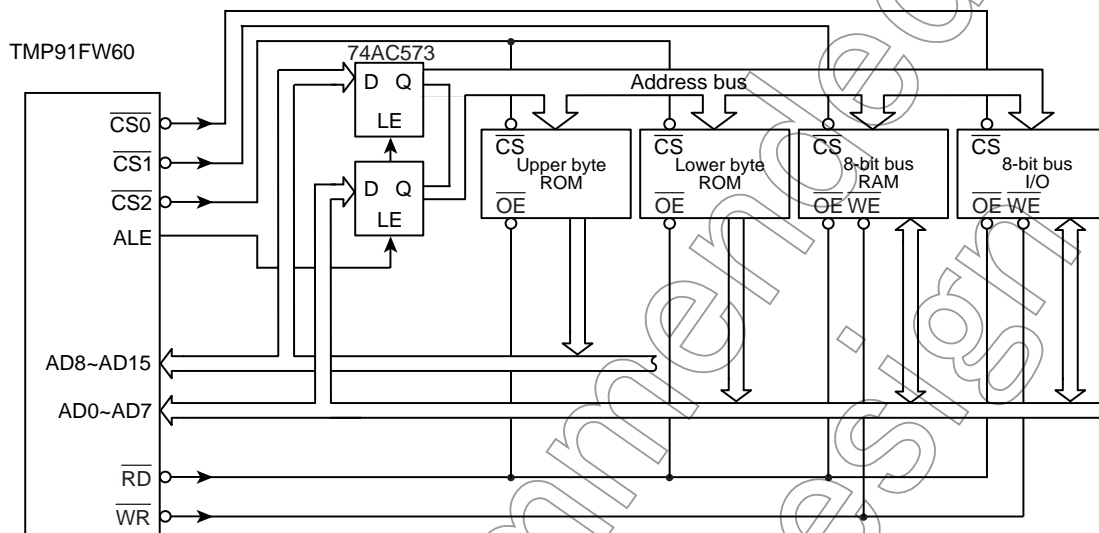 TMP91FW60
74AC573
Address bus
CS0
CS1
CS2
ALE
AD8~AD15
AD0~AD7
RD
WR
D Q
LE
D Q
LE
CS
Upper byte
ROM
OE
CS
Lower byte
ROM
OE
CS
8-bit bus
RAM
OE WE
CS
8-bit bus
I/O
OE WE